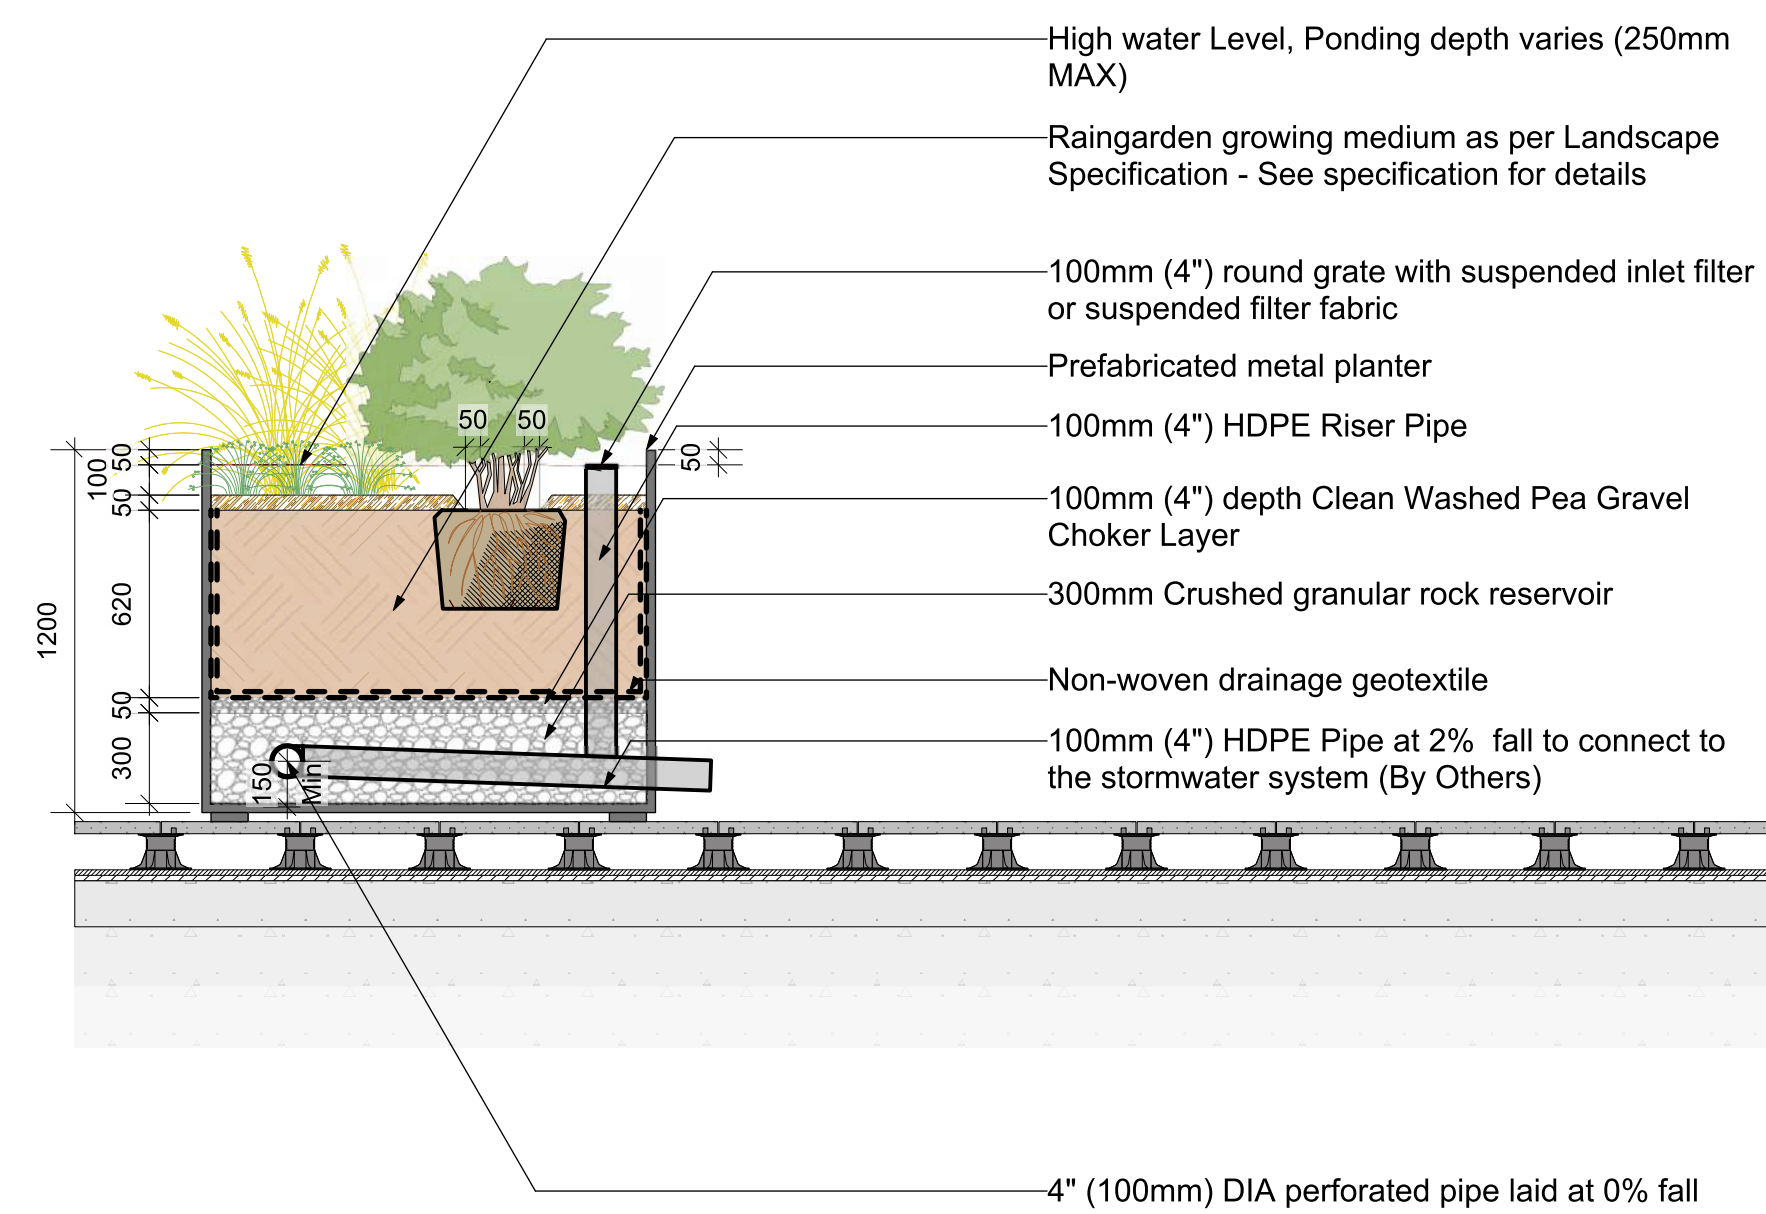 High water Level, Ponding depth varies (250mm
MAX)
Raingarden growing medium as per Landscape
Specification - See specification for details
100mm (4") round grate with suspended inlet filter
or suspended filter fabric
Prefabricated metal planter
100mm (4") HDPE Riser Pipe
100mm (4") depth Clean Washed Pea Gravel
Choker Layer
300mm Crushed granular rock reservoir
Non-woven drainage geotextile
100mm (4") HDPE Pipe at 2% fall to connect to
the stormwater system (By Others)
4" (100mm) DIA perforated pipe laid at 0% fall
50
50
50
100
50
50
620
1200
50
300
150
Min